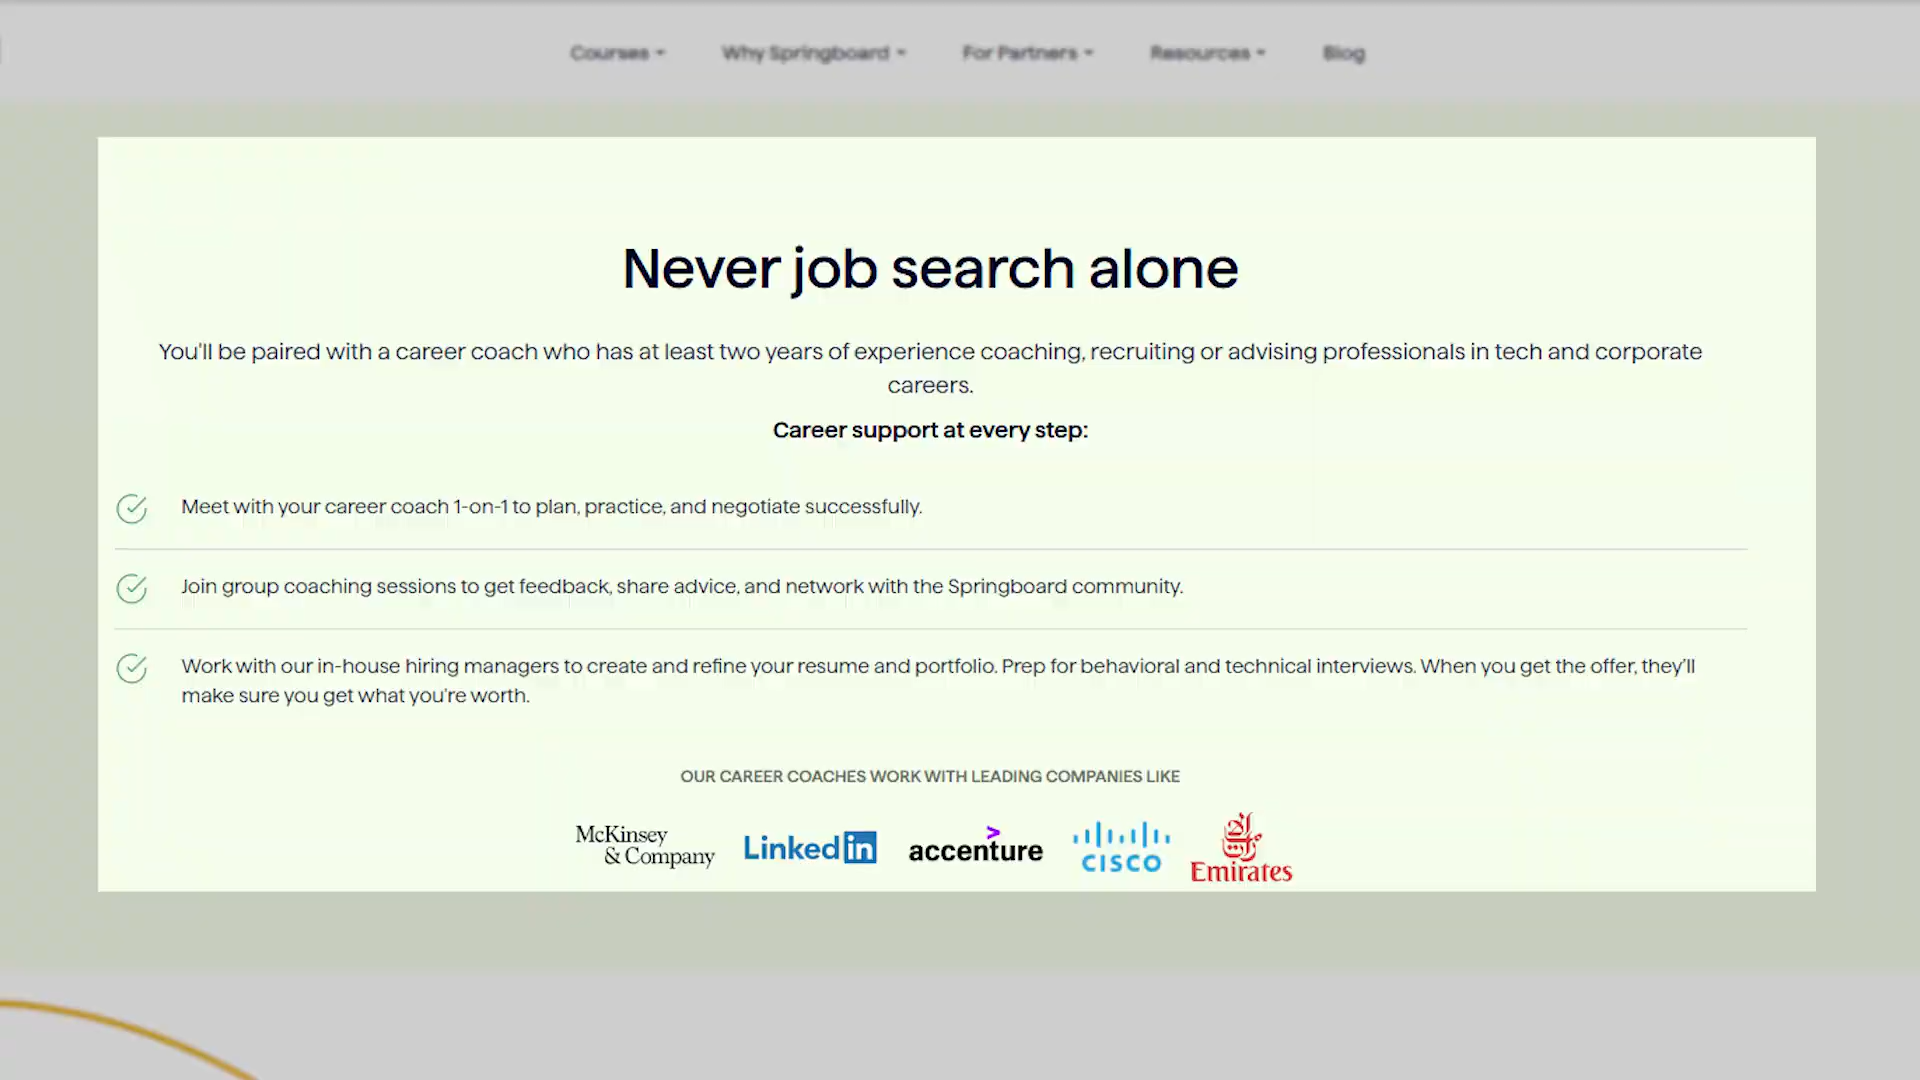 Courses Why Springboard For Partners Resources Blog
Never job search alone
You'll be paired with a career coach who has at least two years of experience coaching, recruiting or advising professionals in tech and corporate
careers.
Career support at every step:
Meet with your career coach 1-on-1 to plan, practice, and negotiate successfully.
Join group coaching sessions to get feedback, share advice, and network with the Springboard community.
Work with our in-house hiring managers to create and refine your resume and portfolio. Prep for behavioral and technical interviews. When you get the offer, they'll
make sure you get what you're worth.
OUR CAREER COACHES WORK WITH LEADING COMPANIES LIKE
McKinsey
& Company
LinkedIn
accenture
CISCO
Emirates